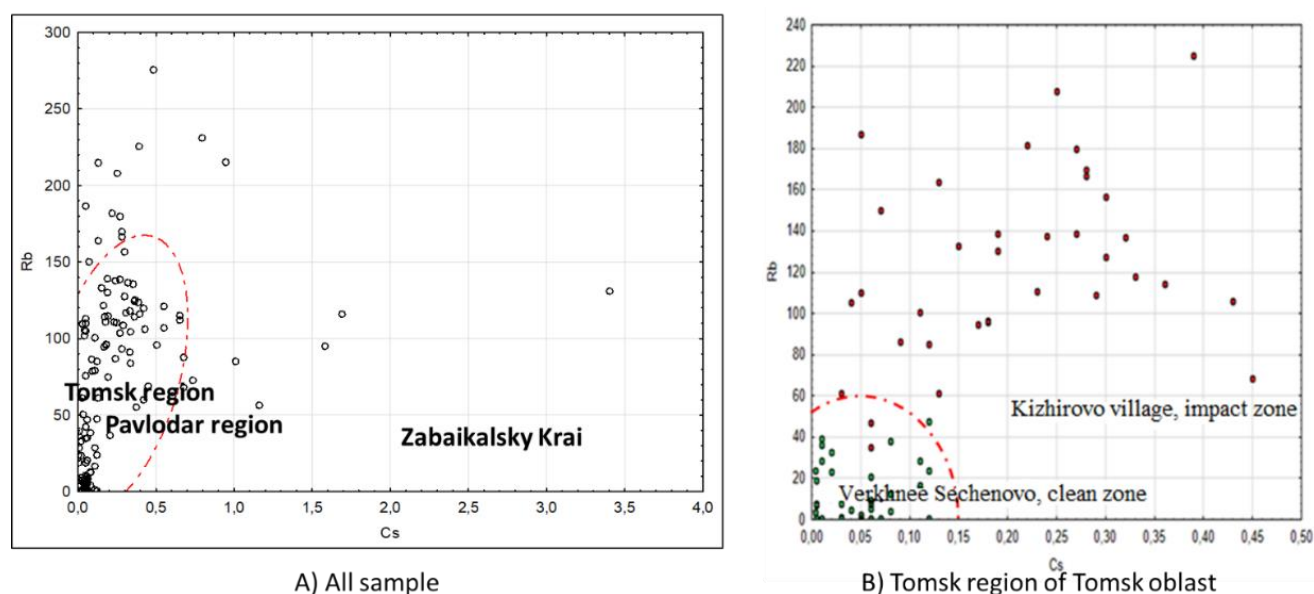 300
250
200
150
100
50
0
Rb
Tomsk region
Pavlodar region
Zabaikalsky Krai
0,0 0,5 1,0 1,5 2,0 2,5 3,0 3,5 4,0
Cs
A) All sample
240
220
200
180
160
140
120
100
80
60
40
20
0
Rb
Kizhirovo village, impact zone
Verkhnee Sechenovo, clean zone
0,00 0,05 0,10 0,15 0,20 0,25 0,30 0,35 0,40 0,45 0,50
Cs
B) Tomsk region of Tomsk oblast